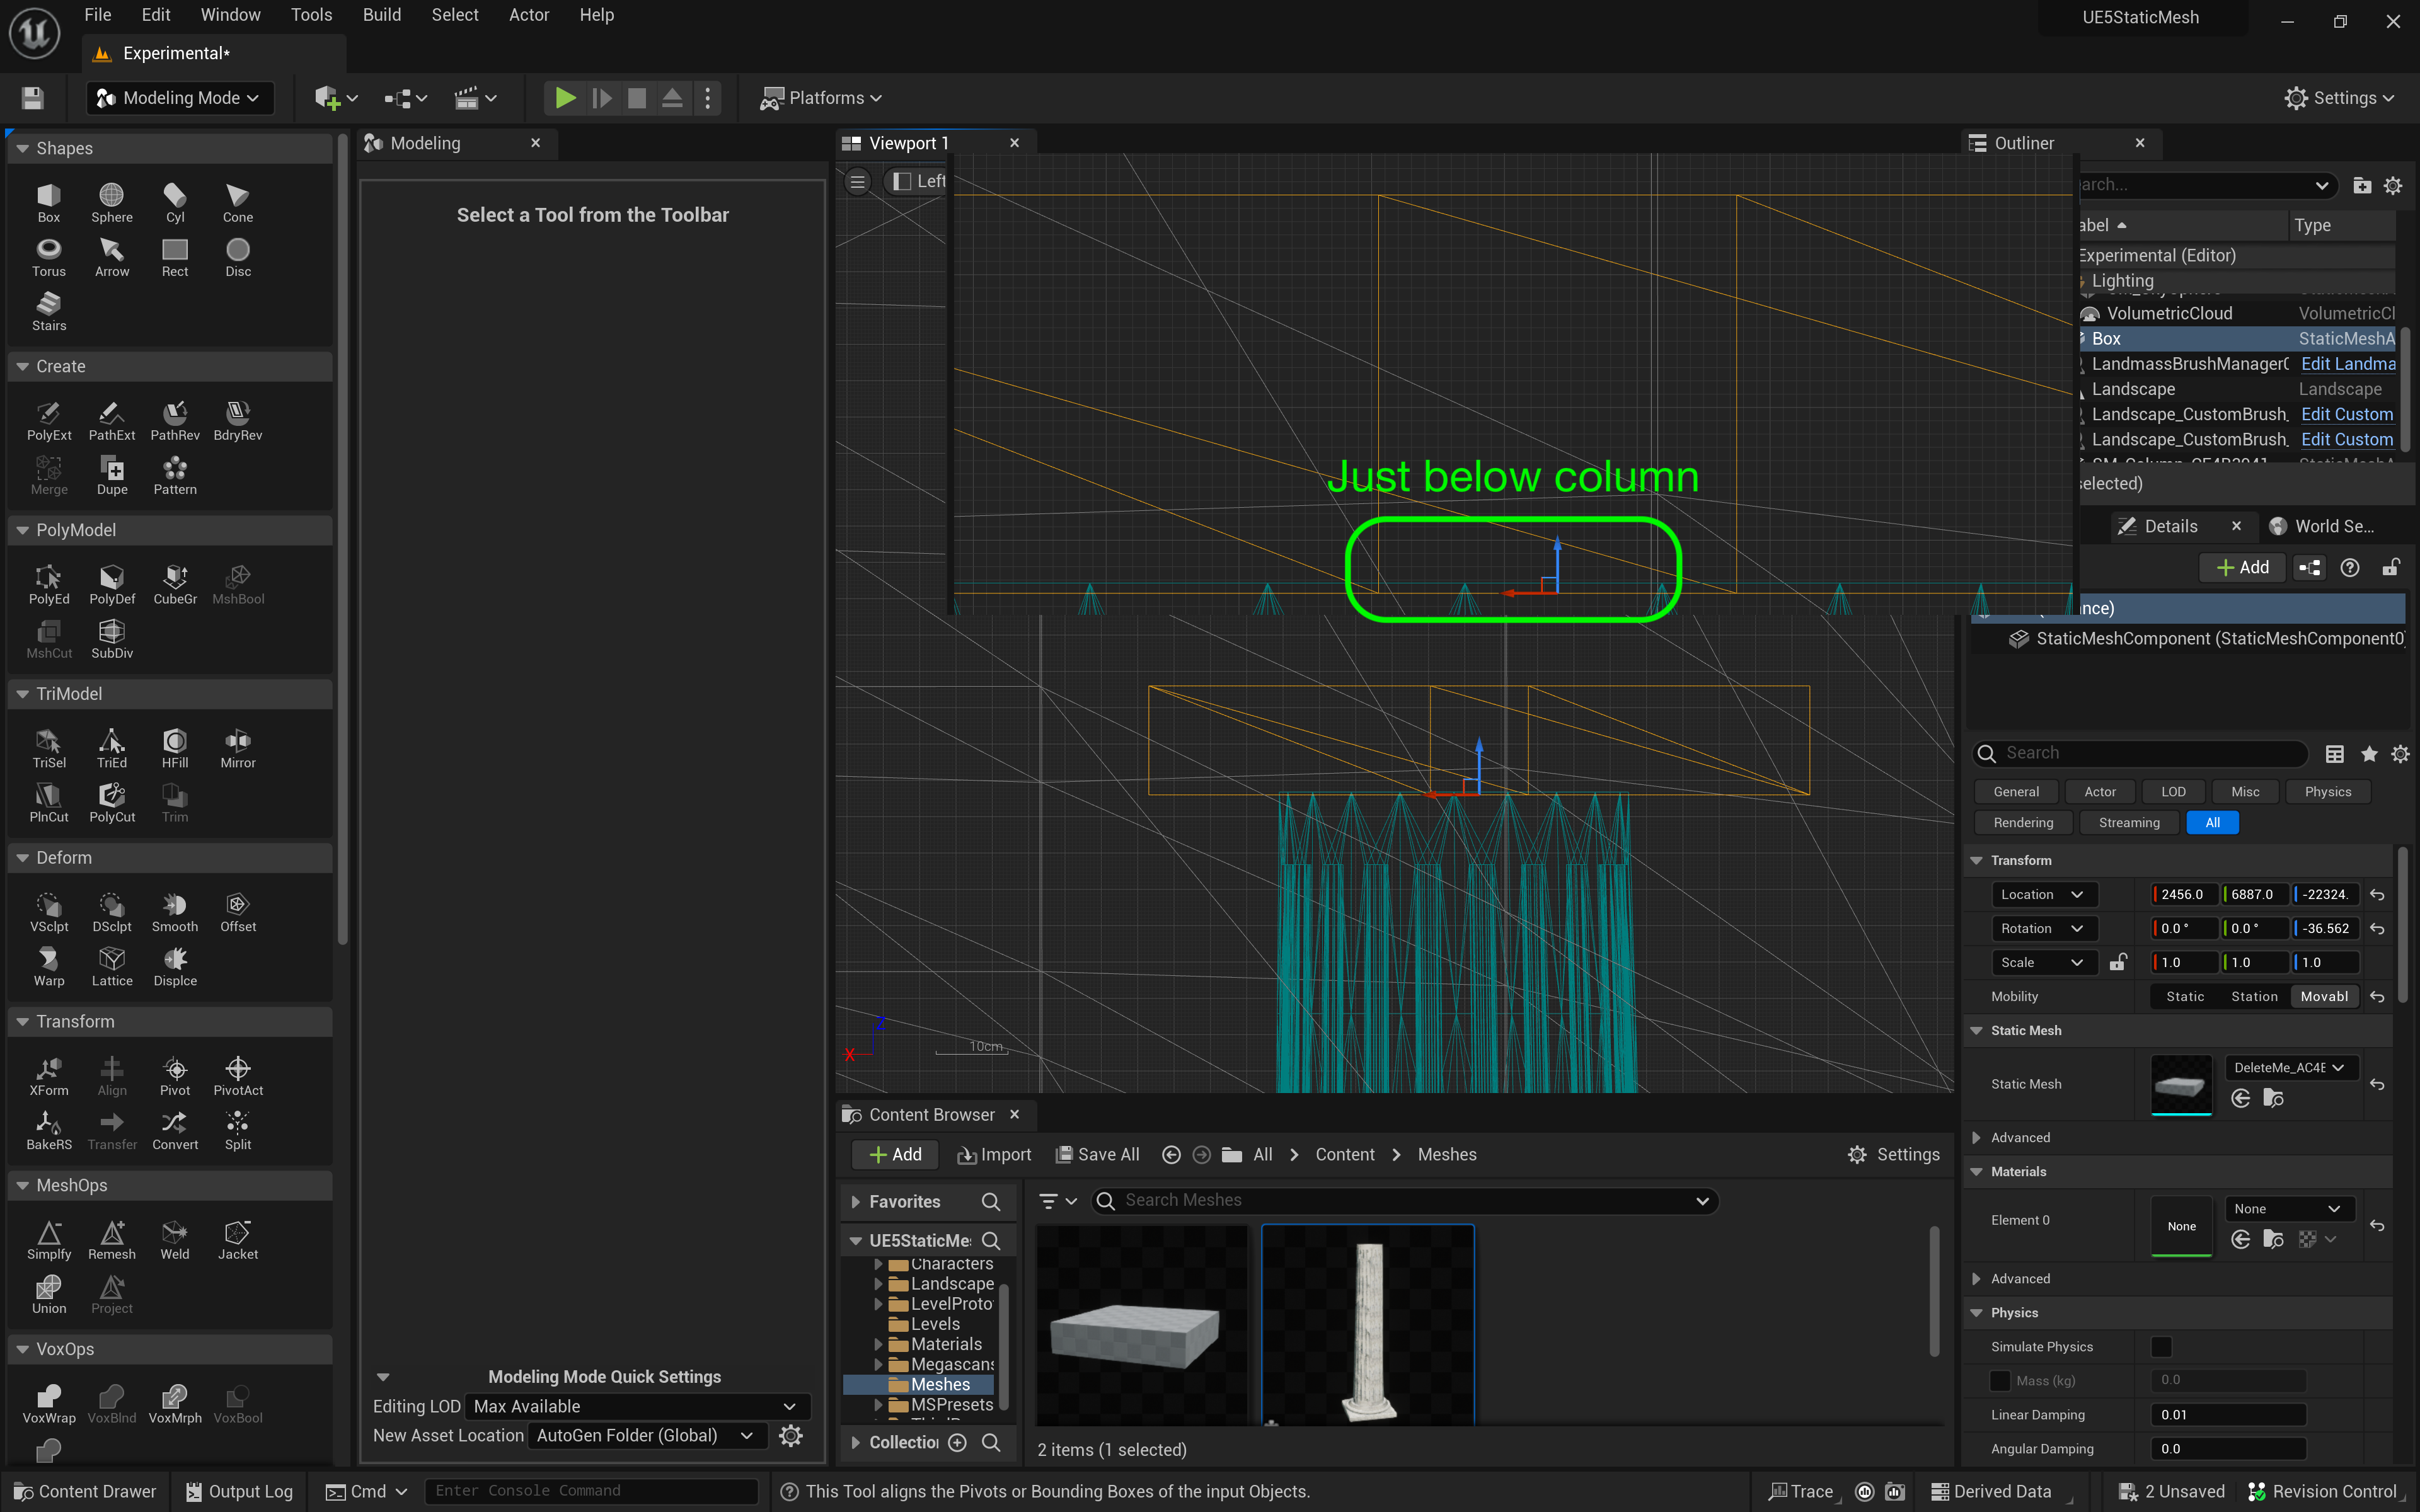 File Edit Window Tools Build Select Actor Help
UE5StaticMesh
Experimental*
Modeling Mode
Platforms
Settings
Shapes
Box Sphere Cyl Cone
Torus Arrow Rect Disc
Stairs
Create
PolyExt PathExt PathRev BdryRev
Merge Dupe Pattern
PolyModel
PolyEd PolyDef CubeGr MshBool
MshCut SubDiv
TriModel
TriSel TriEd HFill Mirror
PlnCut PolyCut Trim
Deform
VSclpt DSclpt Smooth Offset
Warp Lattice Displce
Transform
XForm Align Pivot PivotAct
BakeRS Transfer Convert Split
MeshOps
Simplfy Remesh Weld Jacket
Union Project
VoxOps
VoxWrap VoxBlnd VoxMrph VoxBool
Modeling
Select a Tool from the Toolbar
Modeling Mode Quick Settings
Editing LOD Max Available
New Asset Location AutoGen Folder (Global)
Viewport 1
Left
Just below column
10cm
X
Z
Content Browser
Add Import Save All All Content Meshes Settings
Favorites
Search Meshes
UE5StaticMe
Characters
Landscape
LevelProto
Levels
Materials
Megascans
Meshes
MSPresets
Collection
2 items (1 selected)
Outliner
arch...
abel Type
Experimental (Editor)
Lighting
VolumetricCloud VolumetricCl
Box StaticMeshA
LandmassBrushManager Edit Landma
Landscape Landscape
Landscape_CustomBrush_ Edit Custom
Landscape_CustomBrush_ Edit Custom
selected)
Details World Se...
Add
nce)
StaticMeshComponent (StaticMeshComponent0)
Search
General Actor LOD Misc Physics
Rendering Streaming All
Transform
Location 2456.0 6887.0 -22324.
Rotation 0.0 ° 0.0 ° -36.562
Scale 1.0 1.0 1.0
Mobility Static Station Movabl
Static Mesh
Static Mesh DeleteMe_AC4E
Advanced
Materials
Element 0 None None
Advanced
Physics
Simulate Physics
Mass (kg) 0.0
Linear Damping 0.01
Angular Damping 0.0
Content Drawer Output Log Cmd Enter Console Command This Tool aligns the Pivots or Bounding Boxes of the input Objects. Trace Derived Data 2 Unsaved Revision Control